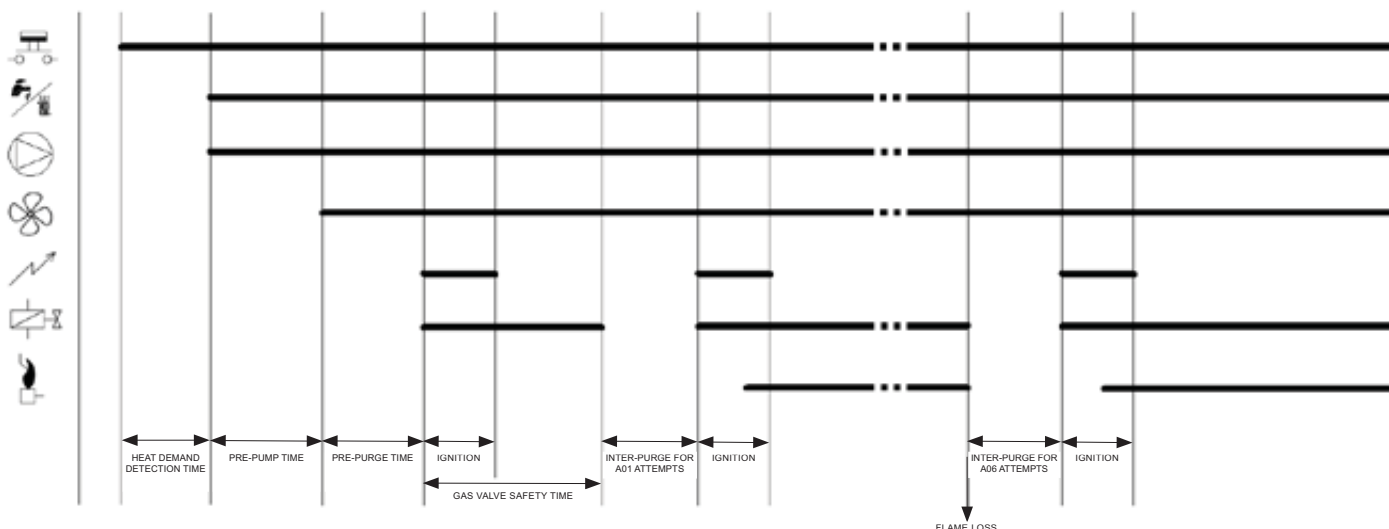 HEAT DEMAND
DETECTION TIME
PRE-PUMP TIME
PRE-PURGE TIME
IGNITION
INTER-PURGE FOR
A01 ATTEMPTS
IGNITION
INTER-PURGE FOR
A06 ATTEMPTS
IGNITION
GAS VALVE SAFETY TIME
FLAME LOSS